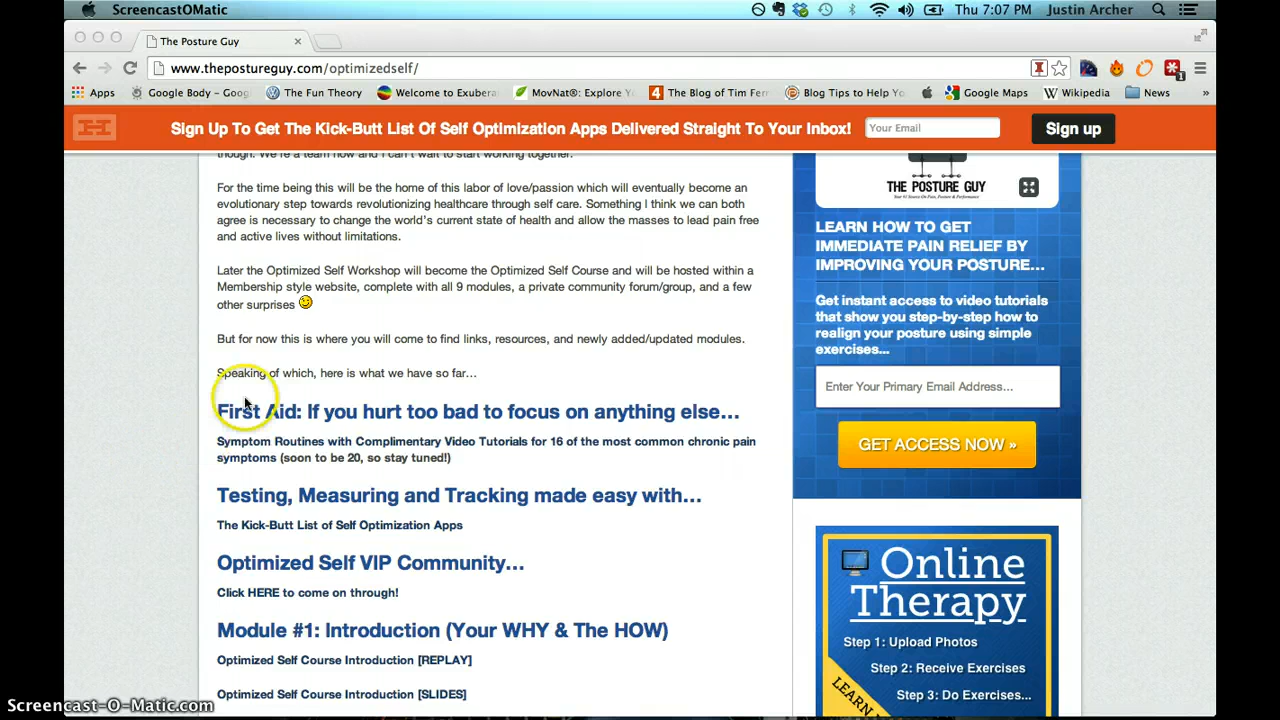 ScreencastOMatic
Thu 7:07 PM Justin Archer
The Posture Guy
www.thepostureguy.com/optimizedself/
Apps Google Body - Goog The Fun Theory Welcome to Exubera MovNat®: Explore Y The Blog of Tim Ferr Blog Tips to Help Yo Google Maps Wikipedia News »
Sign Up To Get The Kick-Butt List Of Self Optimization Apps Delivered Straight To Your Inbox! Your Email Sign up
though. We're a team now and I can't wait to start working together.
For the time being this will be the home of this labor of love/passion which will eventually become an
evolutionary step towards revolutionizing healthcare through self care. Something I think we can both
agree is necessary to change the world's current state of health and allow the masses to lead pain free
and active lives without limitations.
Later the Optimized Self Workshop will become the Optimized Self Course and will be hosted within a
Membership style website, complete with all 9 modules, a private community forum/group, and a few
other surprises
But for now this is where you will come to find links, resources, and newly added/updated modules.
Speaking of which, here is what we have so far...
First Aid: If you hurt too bad to focus on anything else...
Symptom Routines with Complimentary Video Tutorials for 16 of the most common chronic pain
symptoms (soon to be 20, so stay tuned!)
Testing, Measuring and Tracking made easy with...
The Kick-Butt List of Self Optimization Apps
Optimized Self VIP Community...
Click HERE to come on through!
Module #1: Introduction (Your WHY & The HOW)
Optimized Self Course Introduction [REPLAY]
Optimized Self Course Introduction [SLIDES]
THE POSTURE GUY
LEARN HOW TO GET
IMMEDIATE PAIN RELIEF BY
IMPROVING YOUR POSTURE...
Get instant access to video tutorials
that show you step-by-step how to
realign your posture using simple
exercises...
Enter Your Primary Email Address...
GET ACCESS NOW »
Online
Therapy
Step 1: Upload Photos
Step 2: Receive Exercises
Step 3: Do Exercises...
LEARN
Screencast-O-Matic.com